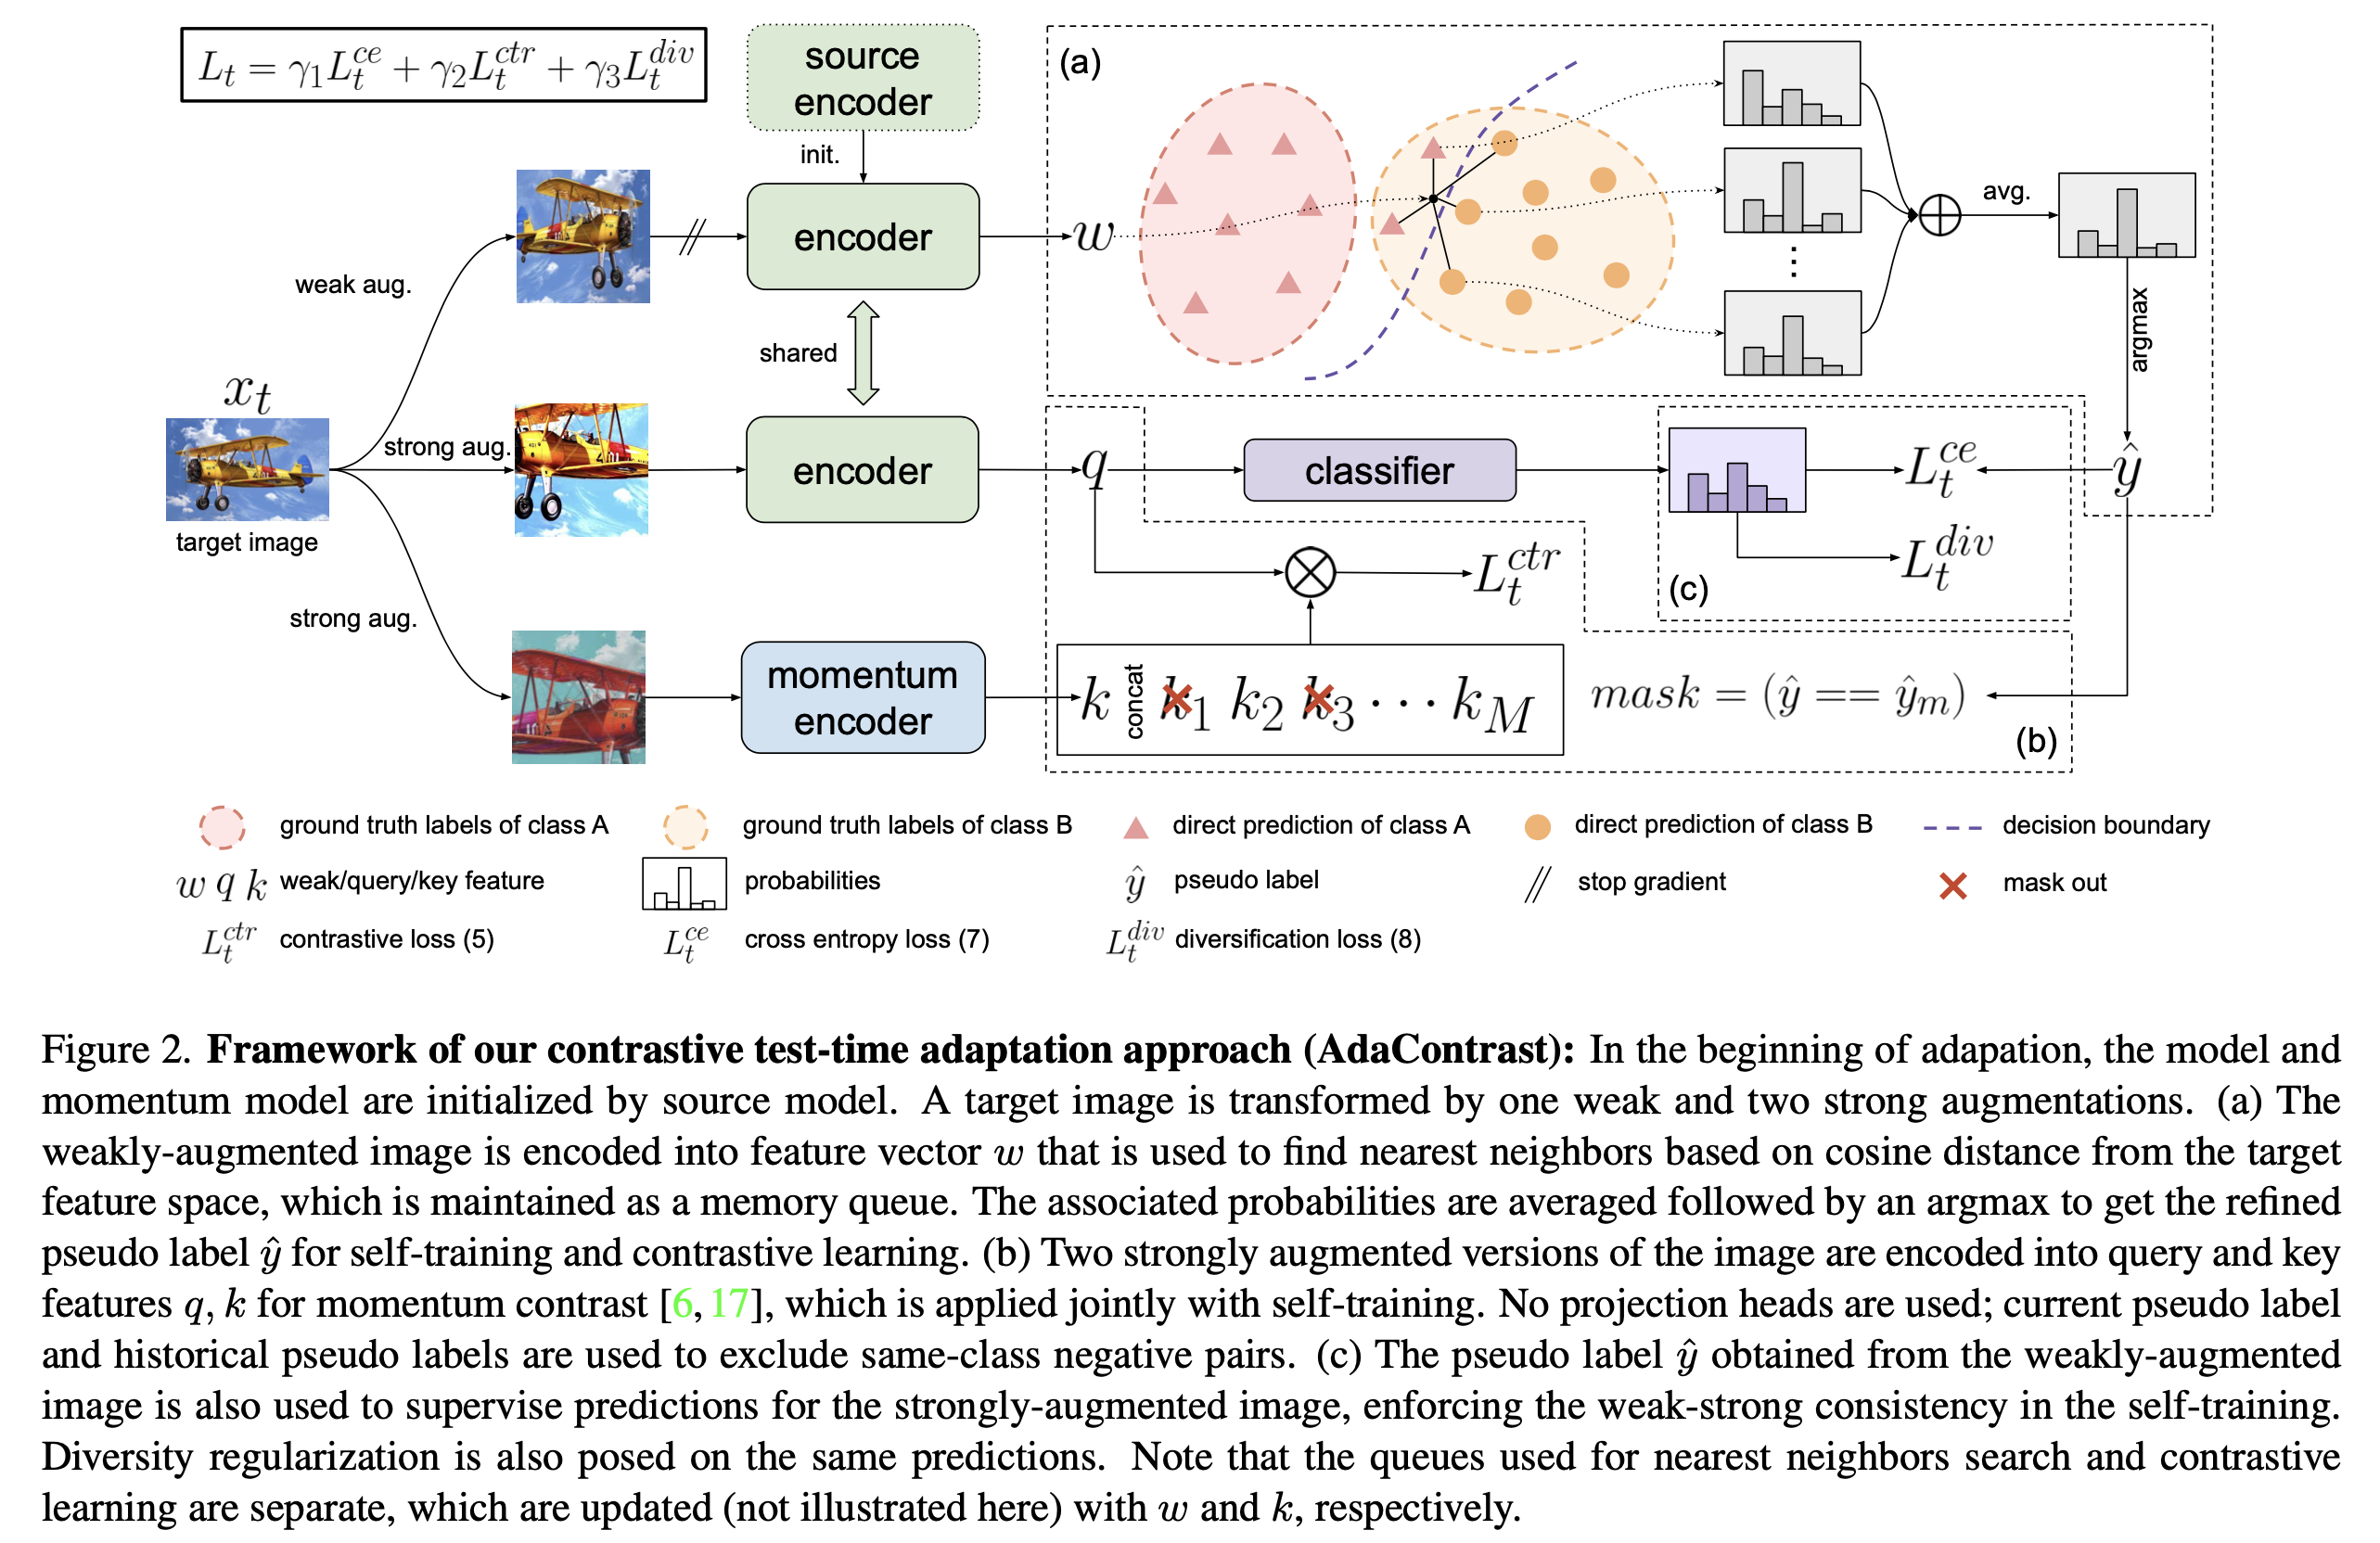 L_t = γ_1 L_t^{ce} + γ_2 L_t^{ctr} + γ_3 L_t^{div}
source
encoder
init.
(a)
weak aug.
encoder
w
avg.
argmax
shared
x_t
target image
strong aug.
encoder
q
classifier
L_t^{ce}
ŷ
L_t^{div}
(c)
L_t^{ctr}
strong aug.
momentum
encoder
k concat k_1 k_2 k_3 ··· k_M
mask = (ŷ == ŷ_m)
(b)
ground truth labels of class A
ground truth labels of class B
direct prediction of class A
direct prediction of class B
decision boundary
w q k weak/query/key feature
probabilities
ŷ pseudo label
// stop gradient
mask out
L_t^{ctr} contrastive loss (5)
L_t^{ce} cross entropy loss (7)
L_t^{div} diversification loss (8)
Figure 2. Framework of our contrastive test-time adaptation approach (AdaContrast): In the beginning of adapation, the model and
momentum model are initialized by source model. A target image is transformed by one weak and two strong augmentations. (a) The
weakly-augmented image is encoded into feature vector w that is used to find nearest neighbors based on cosine distance from the target
feature space, which is maintained as a memory queue. The associated probabilities are averaged followed by an argmax to get the refined
pseudo label ŷ for self-training and contrastive learning. (b) Two strongly augmented versions of the image are encoded into query and key
features q, k for momentum contrast [6, 17], which is applied jointly with self-training. No projection heads are used; current pseudo label
and historical pseudo labels are used to exclude same-class negative pairs. (c) The pseudo label ŷ obtained from the weakly-augmented
image is also used to supervise predictions for the strongly-augmented image, enforcing the weak-strong consistency in the self-training.
Diversity regularization is also posed on the same predictions. Note that the queues used for nearest neighbors search and contrastive
learning are separate, which are updated (not illustrated here) with w and k, respectively.